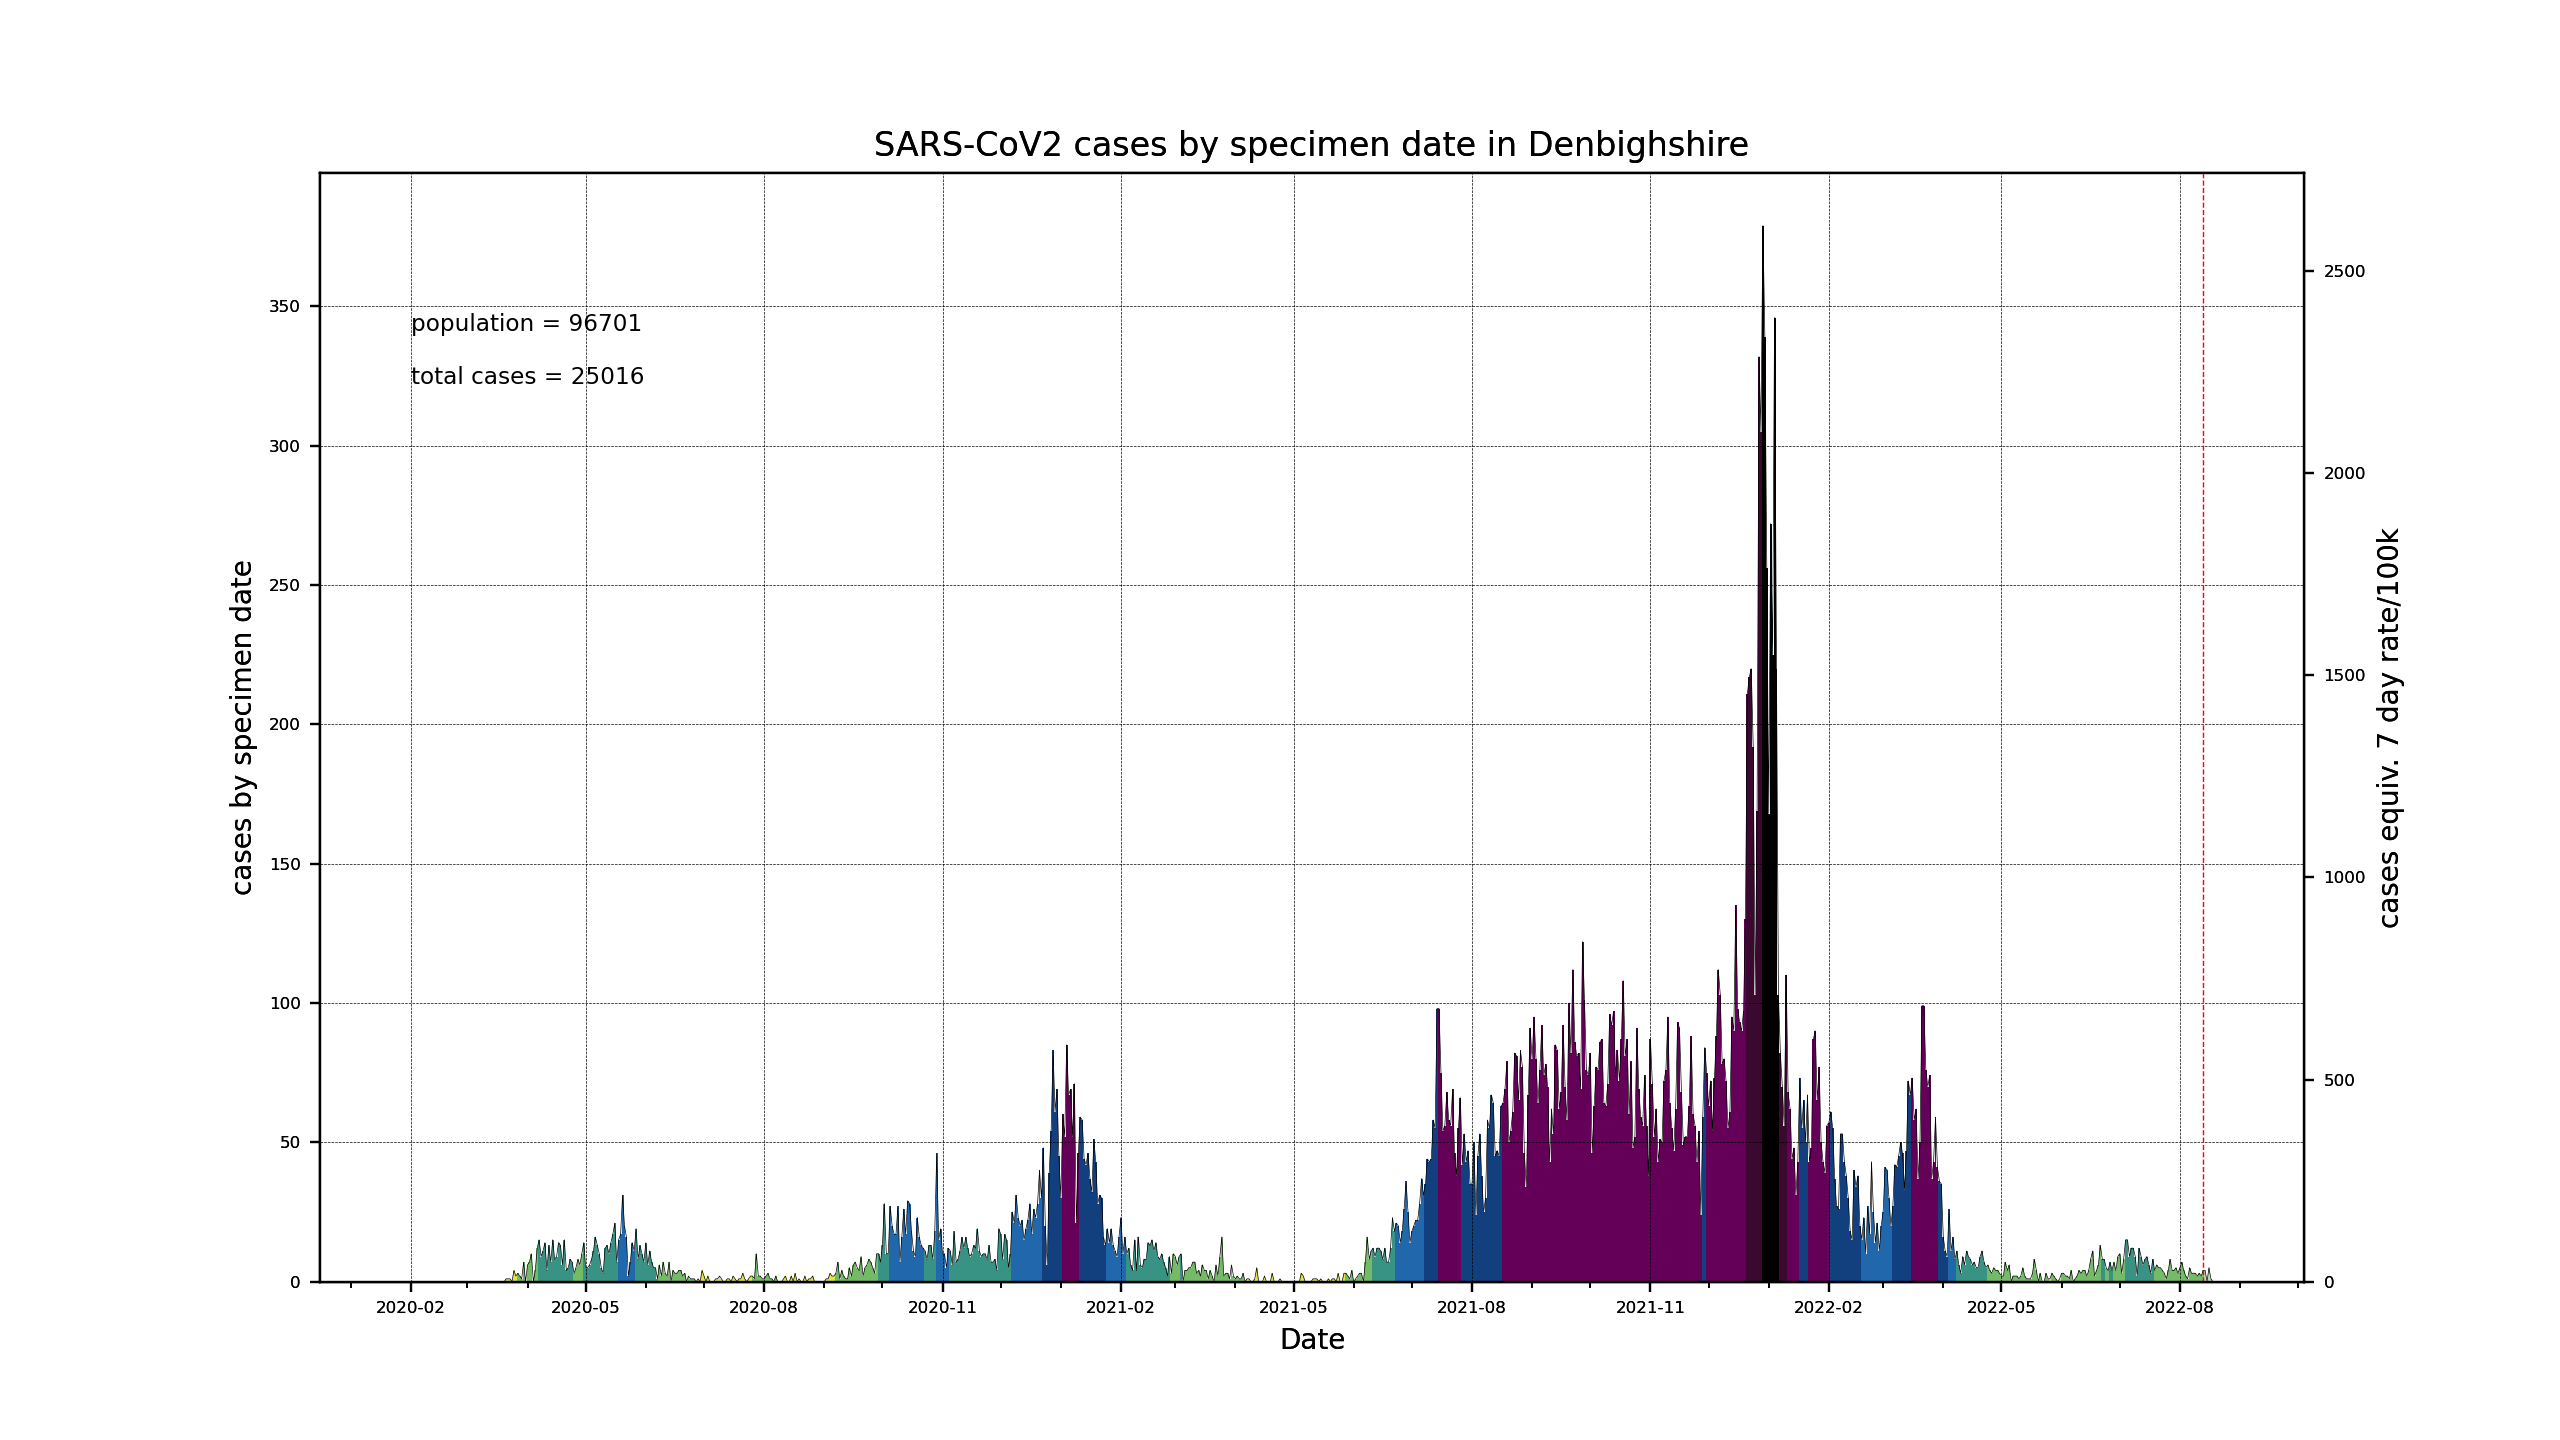 SARS-CoV2 cases by specimen date in Denbighshire
population = 96701
total cases = 25016
cases by specimen date
350
300
250
200
150
100
50
0
cases equiv. 7 day rate/100k
2500
2000
1500
1000
500
0
2020-02 2020-05 2020-08 2020-11 2021-02 2021-05 2021-08 2021-11 2022-02 2022-05 2022-08
Date